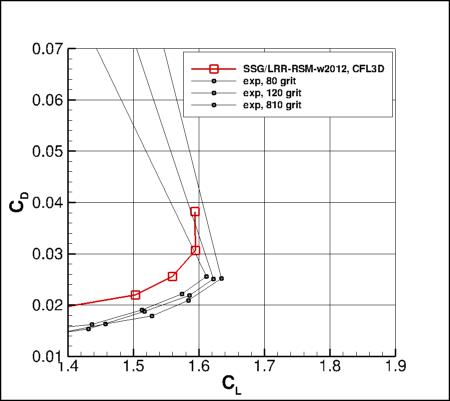 0.07
0.06
0.05
0.04
0.03
0.02
0.01
C_D
SSG/LRR-RSM-w2012, CFL3D
exp, 80 grit
exp, 120 grit
exp, 810 grit
1.4 1.5 1.6 1.7 1.8 1.9
C_L